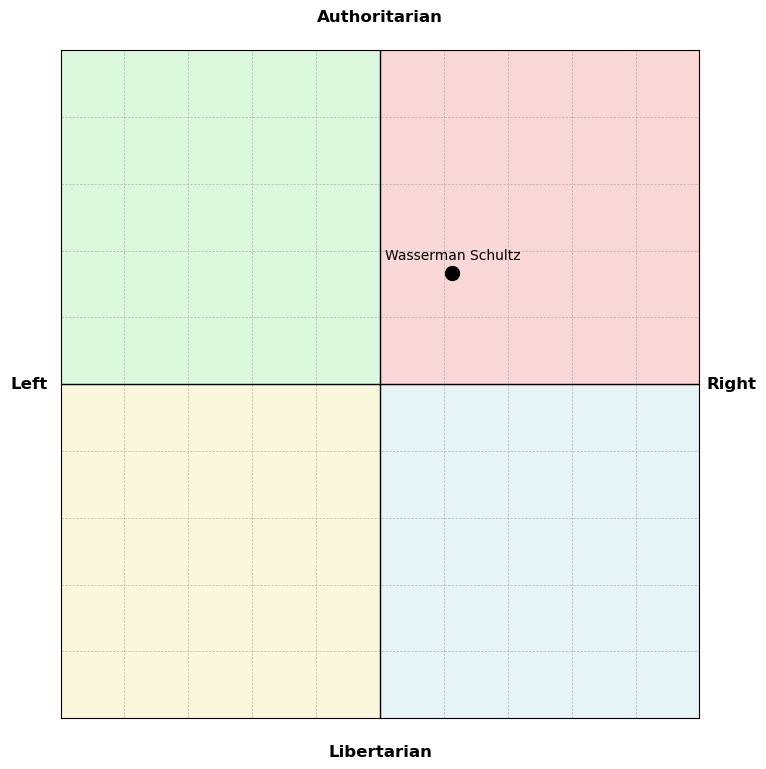 Authoritarian
Wasserman Schultz
Left
Right
Libertarian